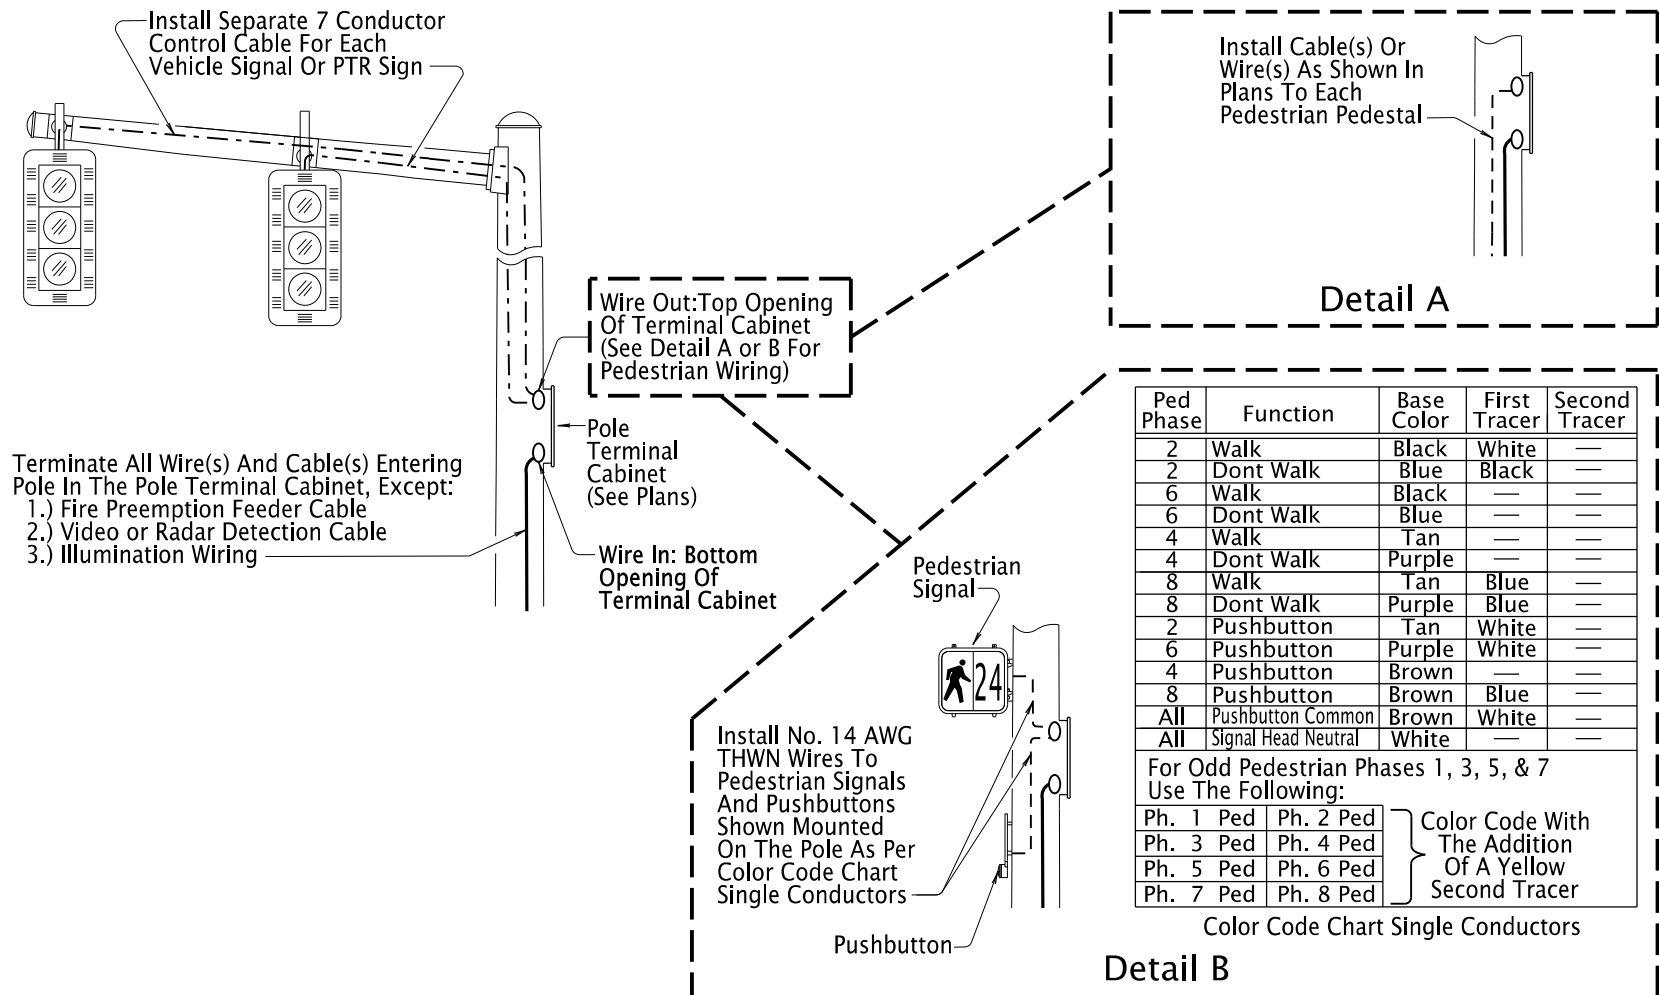 Install Separate 7 Conductor
Control Cable For Each
Vehicle Signal Or PTR Sign
Wire Out:Top Opening
Of Terminal Cabinet
(See Detail A or B For
Pedestrian Wiring)
Pole
Terminal
Cabinet
(See Plans)
Terminate All Wire(s) And Cable(s) Entering
Pole In The Pole Terminal Cabinet, Except:
1.) Fire Preemption Feeder Cable
2.) Video or Radar Detection Cable
3.) Illumination Wiring
Wire In: Bottom
Opening Of
Terminal Cabinet
Install Cable(s) Or
Wire(s) As Shown In
Plans To Each
Pedestrian Pedestal
Detail A
Pedestrian
Signal
24
Install No. 14 AWG
THWN Wires To
Pedestrian Signals
And Pushbuttons
Shown Mounted
On The Pole As Per
Color Code Chart
Single Conductors
Pushbutton
Ped Phase Function Base Color First Tracer Second Tracer
2 Walk Black White —
2 Dont Walk Blue Black —
6 Walk Black — —
6 Dont Walk Blue — —
4 Walk Tan — —
4 Dont Walk Purple — —
8 Walk Tan Blue —
8 Dont Walk Purple Blue —
2 Pushbutton Tan White —
6 Pushbutton Purple White —
4 Pushbutton Brown — —
8 Pushbutton Brown Blue —
All Pushbutton Common Brown White —
All Signal Head Neutral White — —
For Odd Pedestrian Phases 1, 3, 5, & 7
Use The Following:
Ph. 1 Ped Ph. 2 Ped
Ph. 3 Ped Ph. 4 Ped
Ph. 5 Ped Ph. 6 Ped
Ph. 7 Ped Ph. 8 Ped
Color Code With
The Addition
Of A Yellow
Second Tracer
Color Code Chart Single Conductors
Detail B